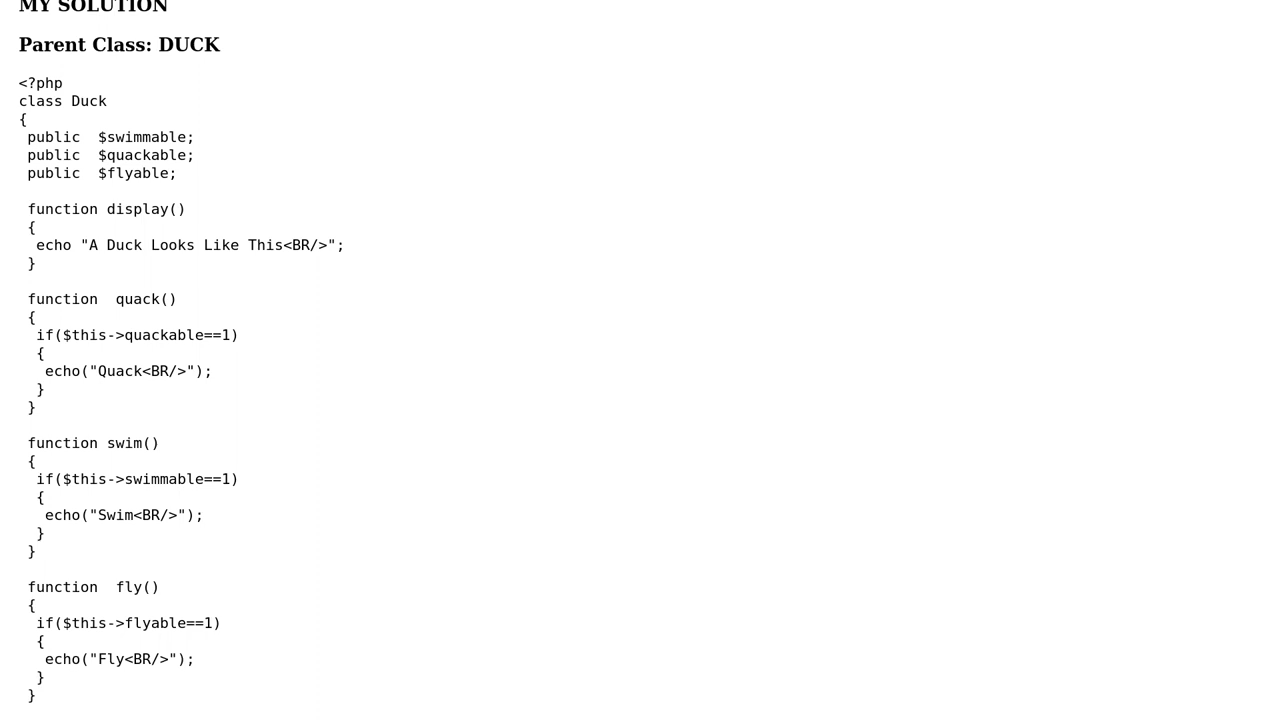 MY SOLUTION
Parent Class: DUCK
<?php
class Duck
{
 public  $swimmable;
 public  $quackable;
 public  $flyable;

 function display()
 {
  echo "A Duck Looks Like This<BR/>";
 }

 function  quack()
 {
  if($this->quackable==1)
  {
   echo("Quack<BR/>");
  }
 }

 function swim()
 {
  if($this->swimmable==1)
  {
   echo("Swim<BR/>");
  }
 }

 function  fly()
 {
  if($this->flyable==1)
  {
   echo("Fly<BR/>");
  }
 }